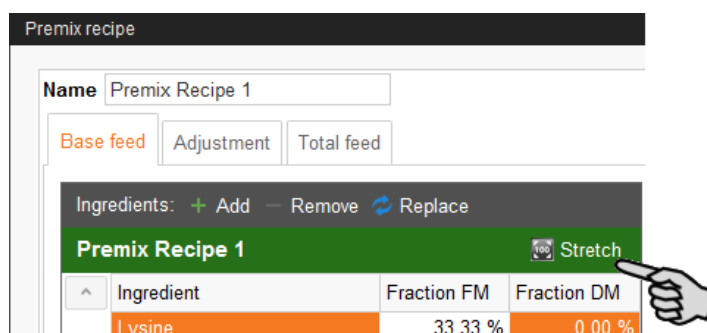 Premix recipe
Name Premix Recipe 1
Base feed Adjustment Total feed
Ingredients: + Add − Remove Replace
Premix Recipe 1 100 Stretch
Ingredient Fraction FM Fraction DM
Lysine 33.33 % 0.00 %